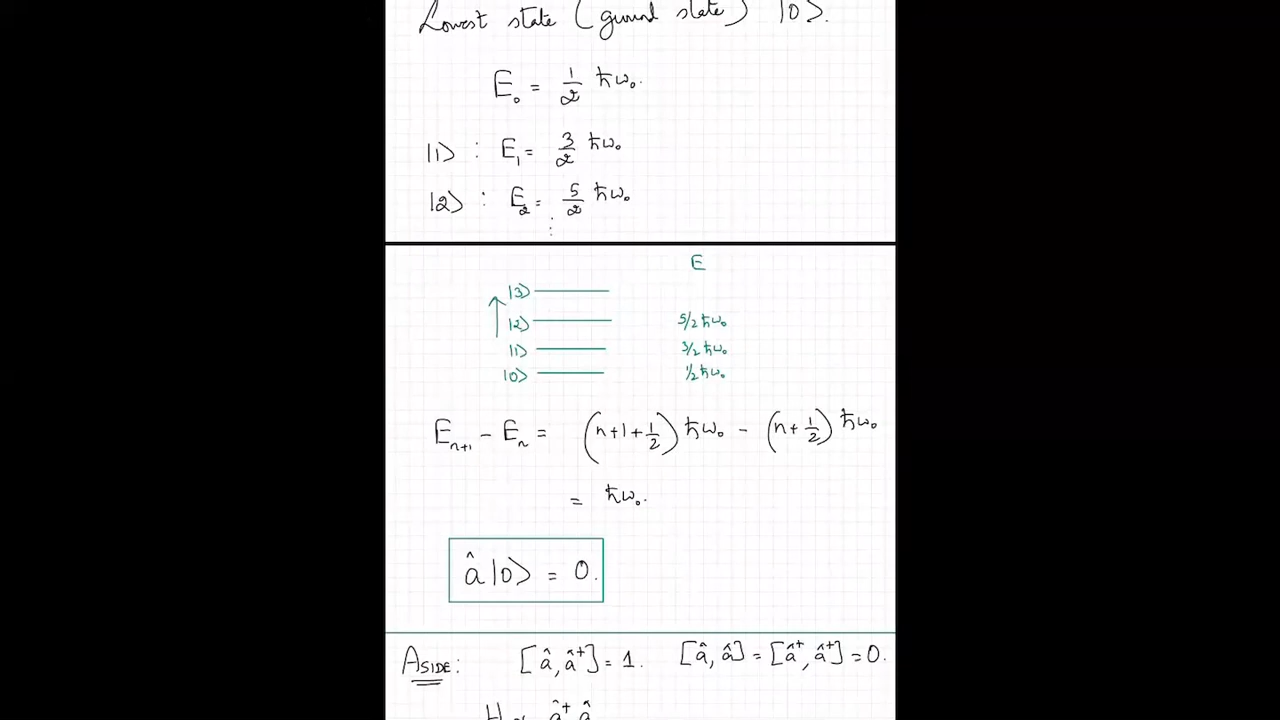 Lowest state (ground state) |0>.
E₀ = 1/2 ℏω₀.
|1> : E₁ = 3/2 ℏω₀
|2> : E₂ = 5/2 ℏω₀
⋮
E
|3>
|2> 5/2 ℏω₀
|1> 3/2 ℏω₀
|0> 1/2 ℏω₀
Eₙ₊₁ - Eₙ = (n+1+1/2) ℏω₀ - (n+1/2) ℏω₀
= ℏω₀.
â|0> = 0.
ASIDE: [â, â⁺] = 1. [â, â] = [â⁺, â⁺] = 0.
â⁺ â